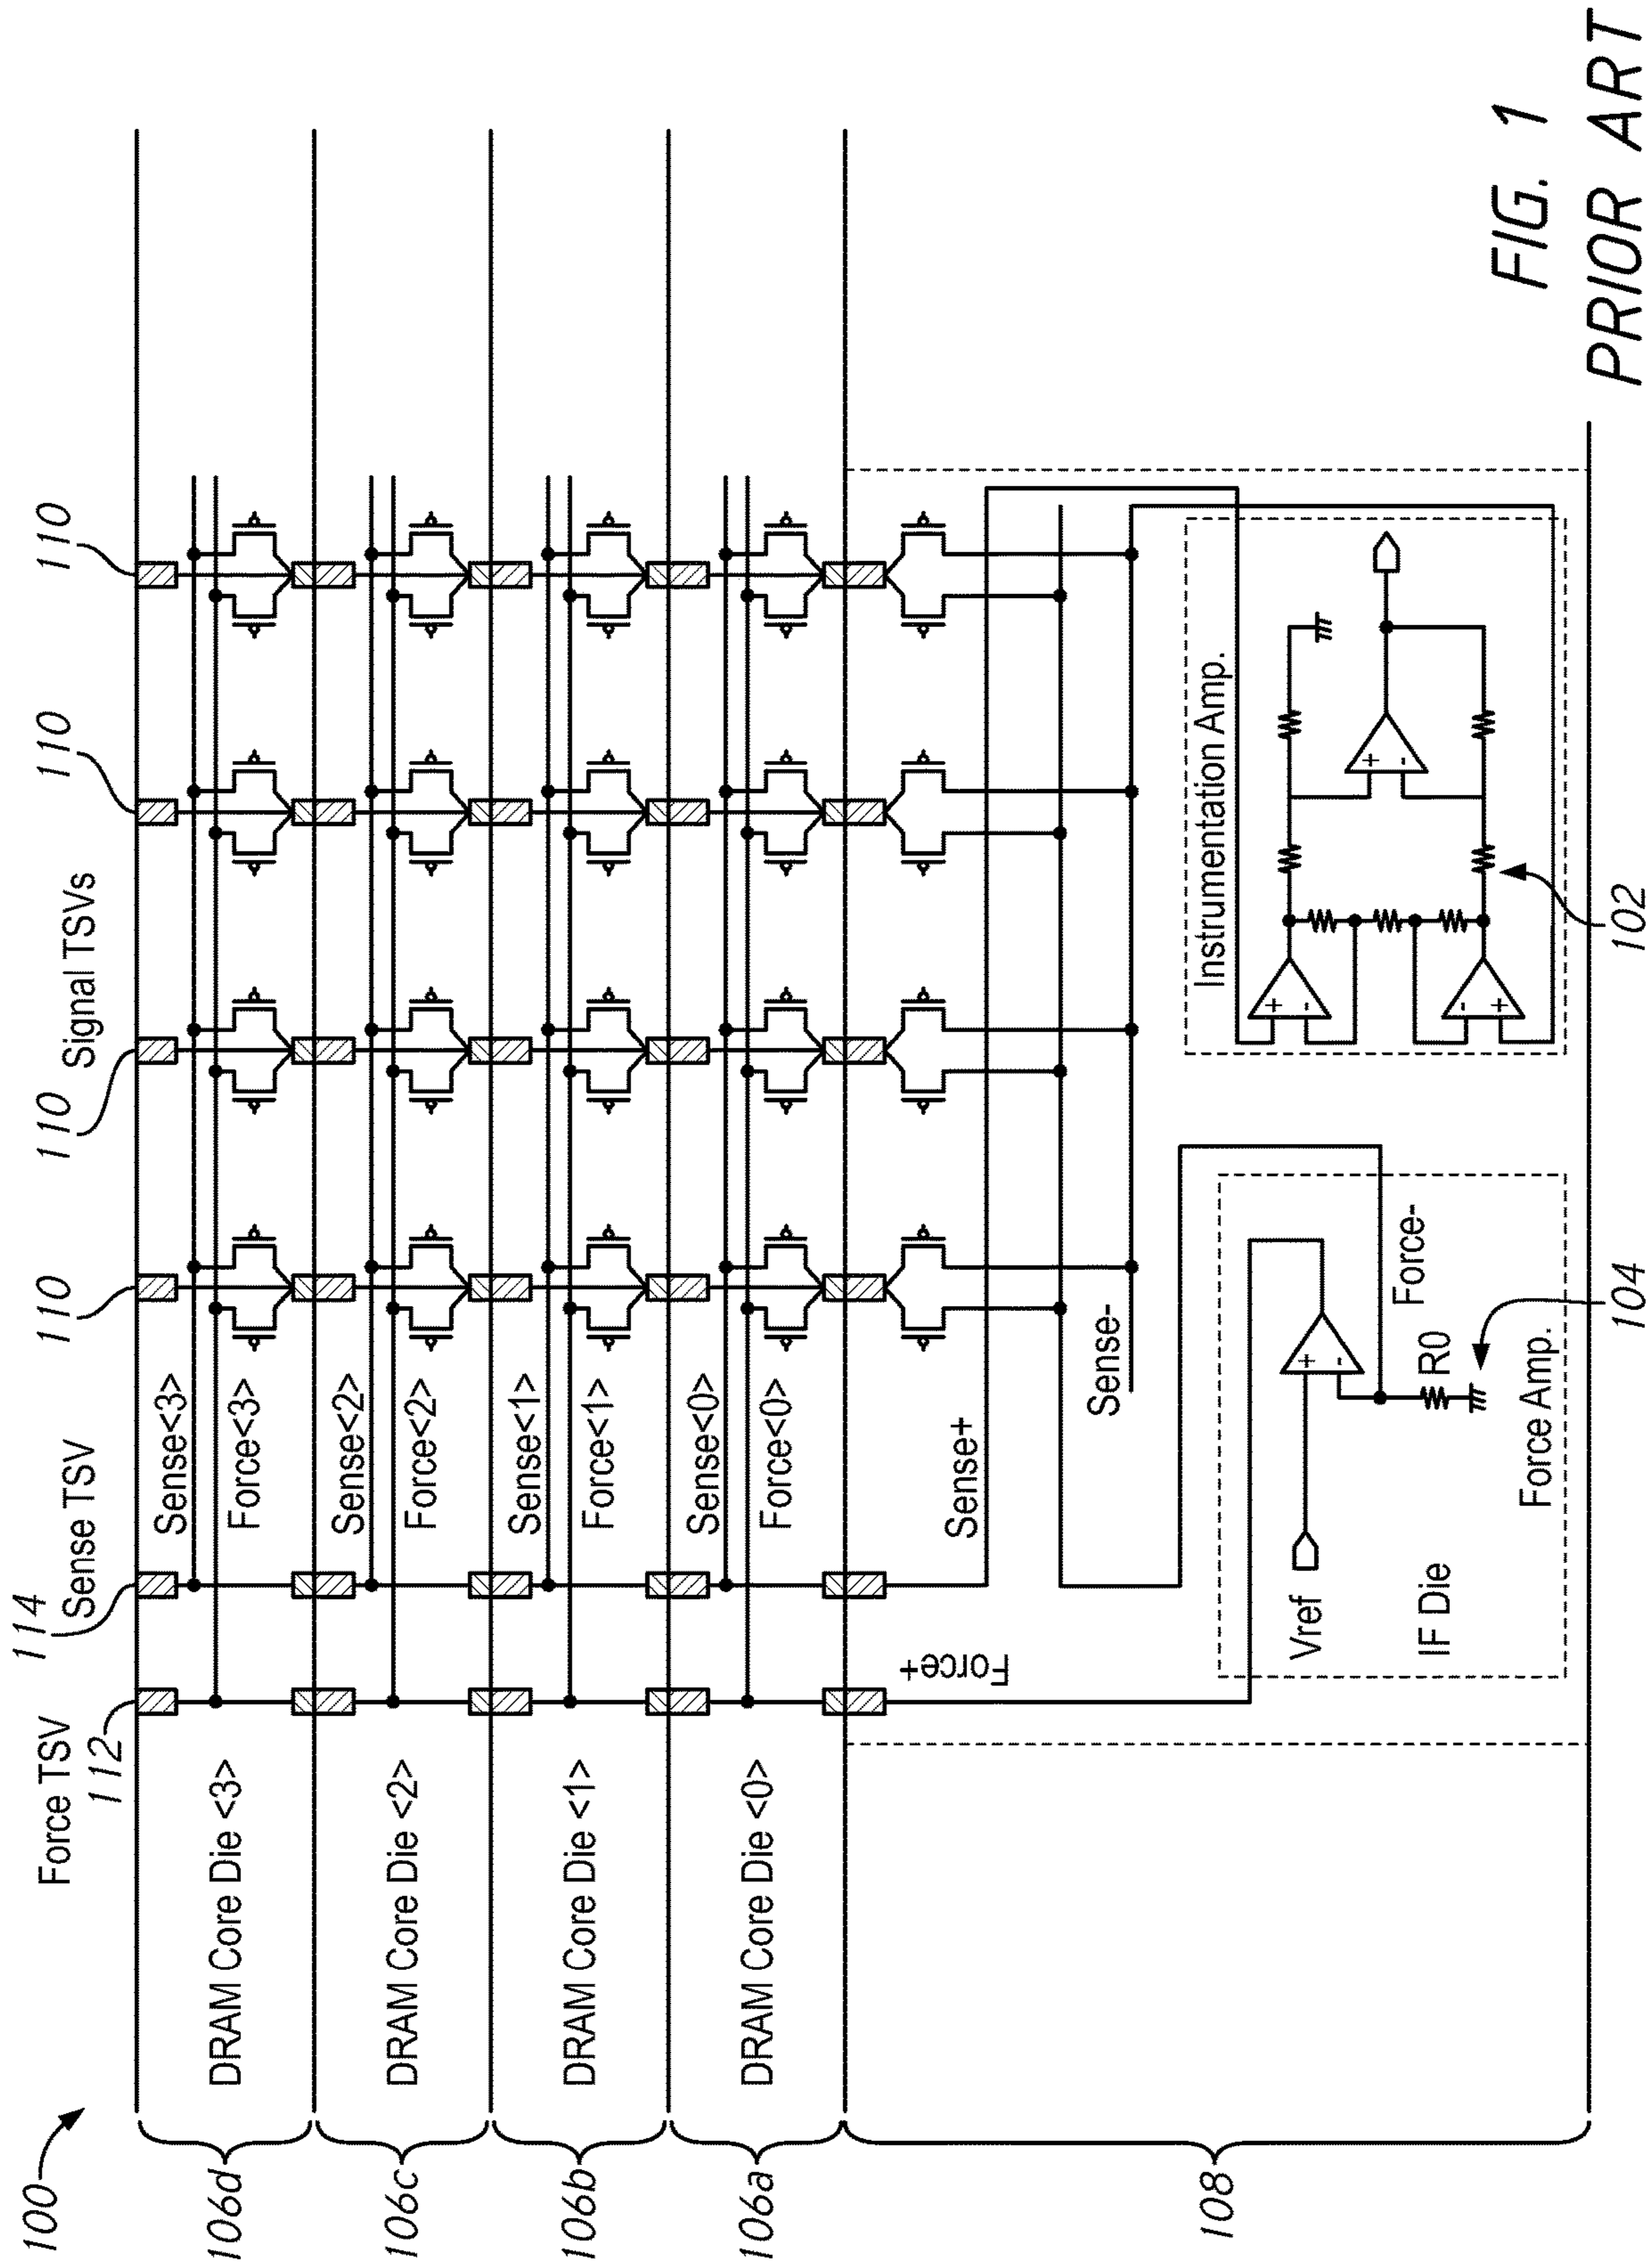 100
Force TSV
112
114
Sense TSV
110
Signal TSVs
110
110
110
106d
DRAM Core Die <3>
Sense<3>
Force<3>
106c
DRAM Core Die <2>
Sense<2>
Force<2>
106b
DRAM Core Die <1>
Sense<1>
Force<1>
106a
DRAM Core Die <0>
Sense<0>
Force<0>
108
Force+
Sense+
Sense-
Vref
+
-
R0
Force-
IF Die
Force Amp.
104
Instrumentation Amp.
+
-
-
+
+
-
102
FIG. 1
PRIOR ART